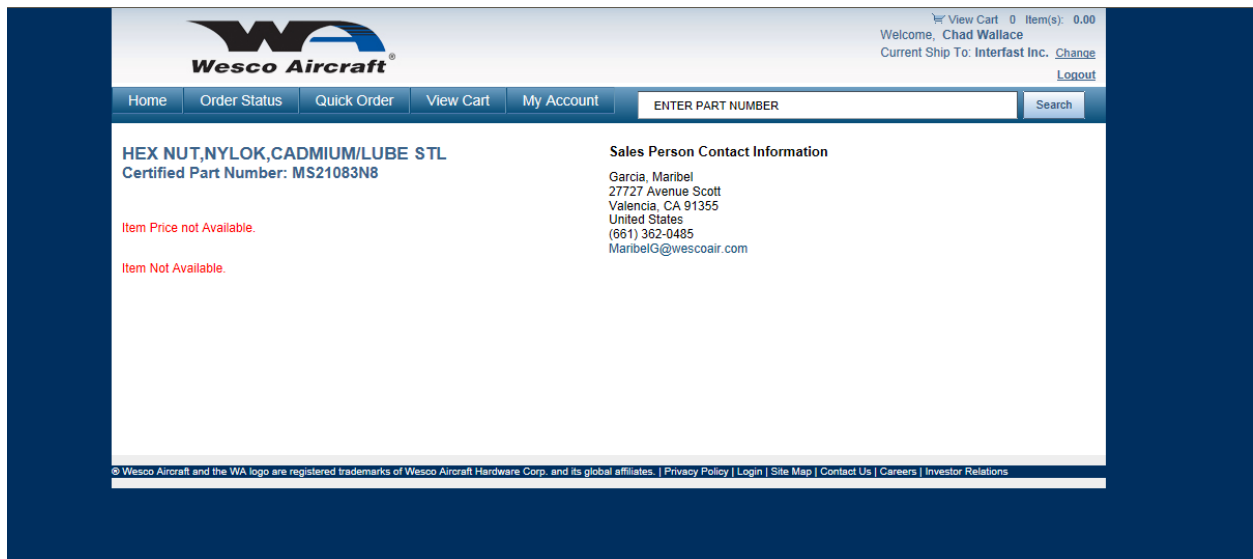 View Cart 0 Item(s): 0.00
Welcome, Chad Wallace
Current Ship To: Interfast Inc. Change
Logout
WA
Wesco Aircraft®
Home Order Status Quick Order View Cart My Account ENTER PART NUMBER Search
HEX NUT,NYLOK,CADMIUM/LUBE STL
Certified Part Number: MS21083N8
Item Price not Available.
Item Not Available.
Sales Person Contact Information
Garcia, Maribel
27727 Avenue Scott
Valencia, CA 91355
United States
(661) 362-0485
MaribelG@wescoair.com
® Wesco Aircraft and the WA logo are registered trademarks of Wesco Aircraft Hardware Corp. and its global affiliates. | Privacy Policy | Login | Site Map | Contact Us | Careers | Investor Relations